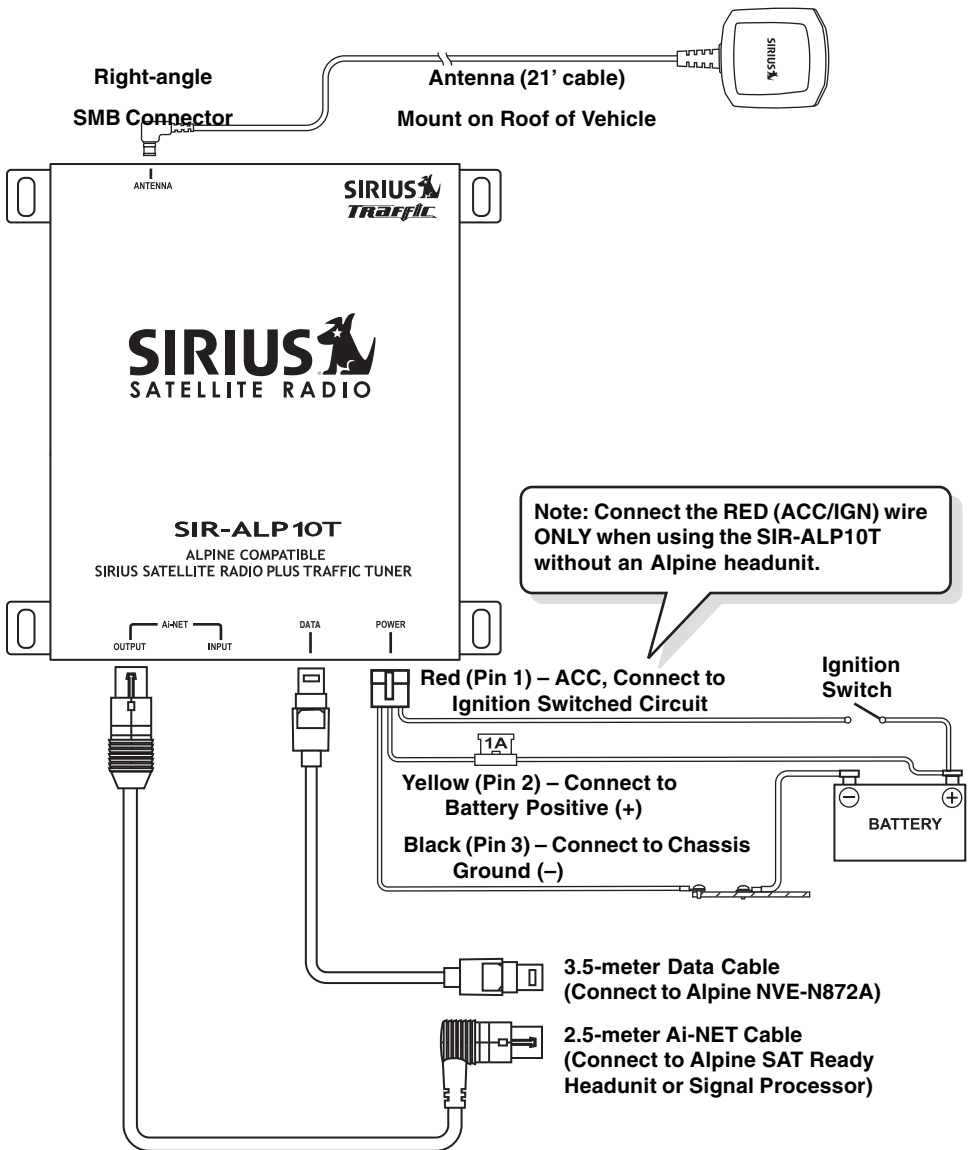 SIRIUS
Right-angle
SMB Connector
Antenna (21' cable)
Mount on Roof of Vehicle
ANTENNA
SIRIUS
Traffic
SIRIUS
SATELLITE RADIO
SIR-ALP10T
ALPINE COMPATIBLE
SIRIUS SATELLITE RADIO PLUS TRAFFIC TUNER
Note: Connect the RED (ACC/IGN) wire
ONLY when using the SIR-ALP10T
without an Alpine headunit.
Ai-NET
OUTPUT
INPUT
DATA
POWER
Red (Pin 1) – ACC, Connect to
Ignition Switched Circuit
Ignition
Switch
1A
Yellow (Pin 2) – Connect to
Battery Positive (+)
– +
BATTERY
Black (Pin 3) – Connect to Chassis
Ground (–)
3.5-meter Data Cable
(Connect to Alpine NVE-N872A)
2.5-meter Ai-NET Cable
(Connect to Alpine SAT Ready
Headunit or Signal Processor)